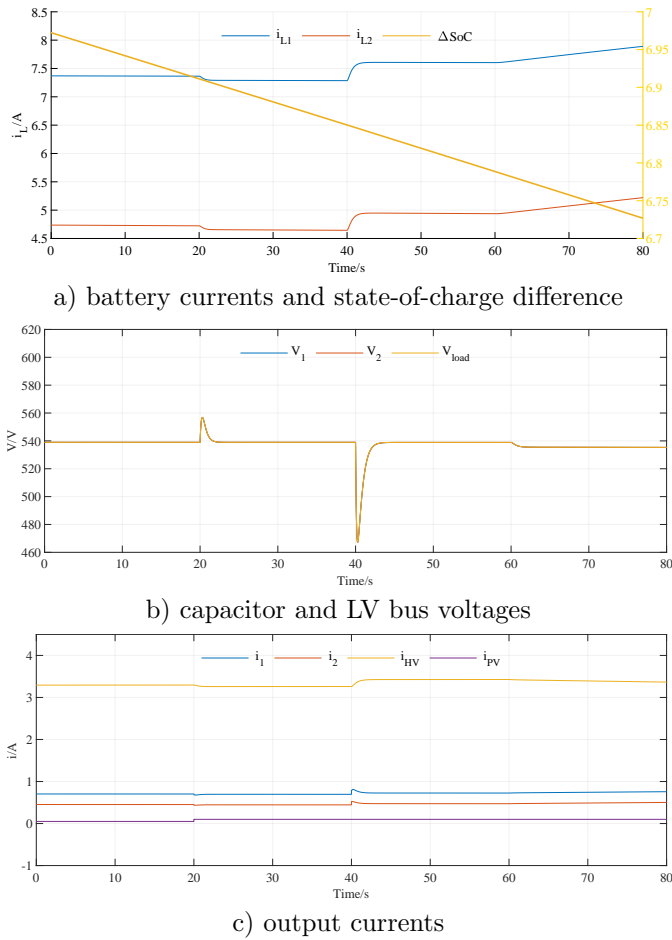 i_L1 i_L2 ΔSoC
8.5
8
7.5
7
6.5
6
5.5
5
4.5
i_L/A
7
6.95
6.9
6.85
6.8
6.75
6.7
0 10 20 30 40 50 60 70 80
Time/s
a) battery currents and state-of-charge difference
V_1 V_2 V_load
620
600
580
560
540
520
500
480
460
V/V
0 10 20 30 40 50 60 70 80
Time/s
b) capacitor and LV bus voltages
i_1 i_2 i_HV i_PV
4
3
2
1
0
-1
i/A
0 10 20 30 40 50 60 70 80
Time/s
c) output currents